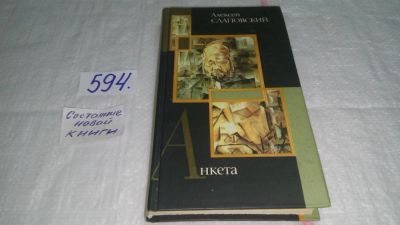 594.
Состояние
новой
книги
Алексей
СЛАПОВСКИЙ
Анкета